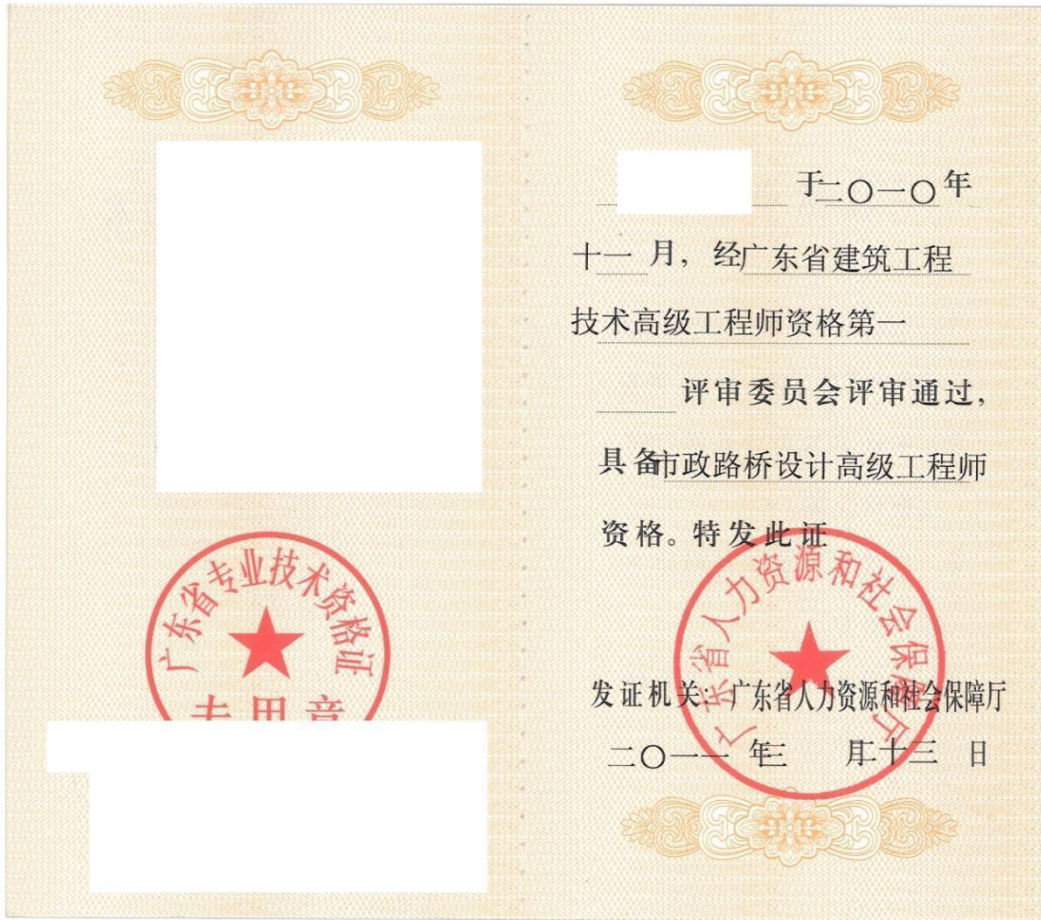 广东省专业技术资格证
专用章
于二〇一〇年
十一月，经广东省建筑工程
技术高级工程师资格第一
评审委员会评审通过，
具备市政路桥设计高级工程师
资格。特发此证
广东省人力资源和社会保障厅
发证机关：广东省人力资源和社会保障厅
二〇一一年三月二十三日